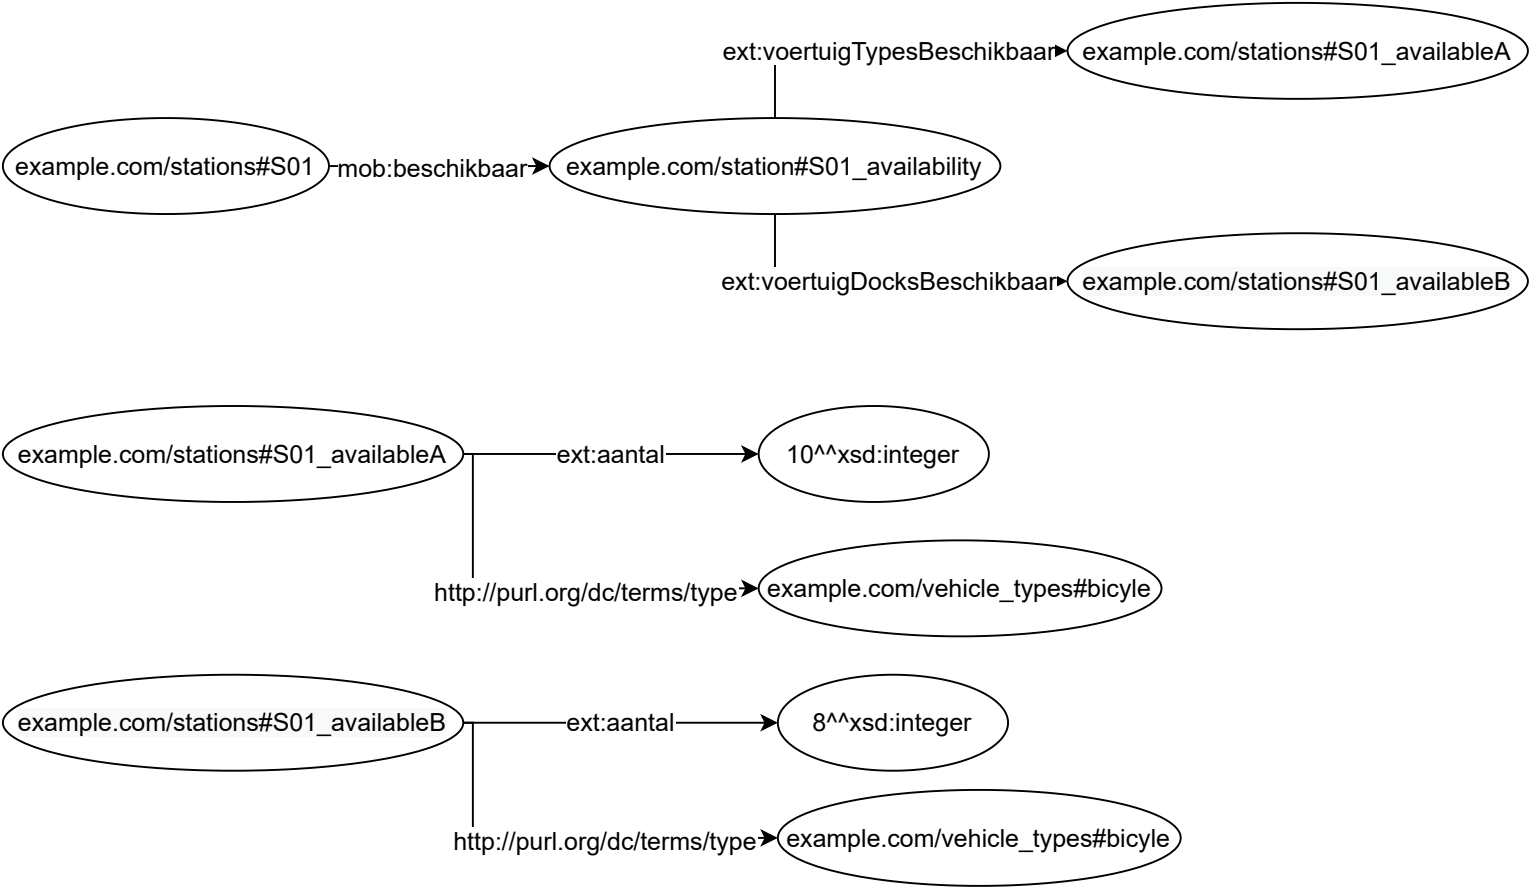 ext:voertuigTypesBeschikbaar
example.com/stations#S01_availableA
example.com/stations#S01
mob:beschikbaar
example.com/station#S01_availability
ext:voertuigDocksBeschikbaar
example.com/stations#S01_availableB
example.com/stations#S01_availableA
ext:aantal
10^^xsd:integer
http://purl.org/dc/terms/type
example.com/vehicle_types#bicyle
example.com/stations#S01_availableB
ext:aantal
8^^xsd:integer
http://purl.org/dc/terms/type
example.com/vehicle_types#bicyle